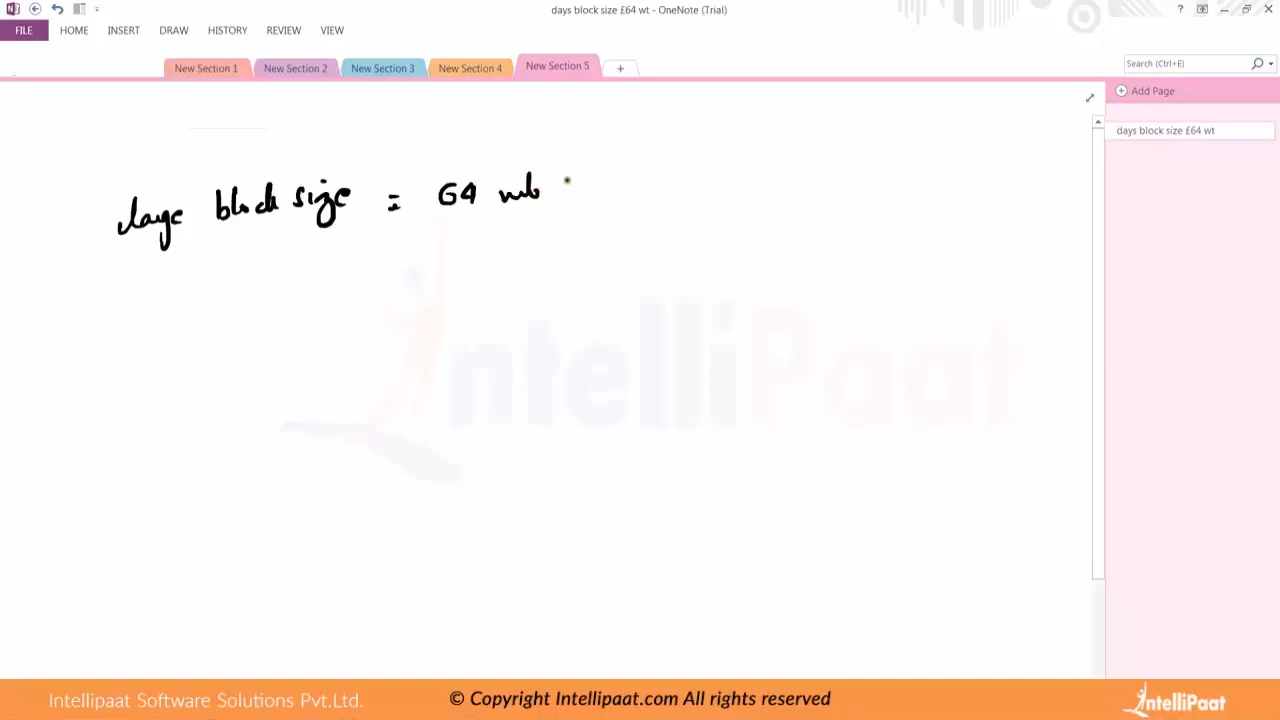 days block size £64 wt - OneNote (Trial)
FILE HOME INSERT DRAW HISTORY REVIEW VIEW
New Section 1 New Section 2 New Section 3 New Section 4 New Section 5 +
Search (Ctrl+E)
Add Page
days block size £64 wt
large block size = 64 mb
IntelliPaat
Intellipaat Software Solutions Pvt.Ltd.
© Copyright Intellipaat.com All rights reserved
IntelliPaat